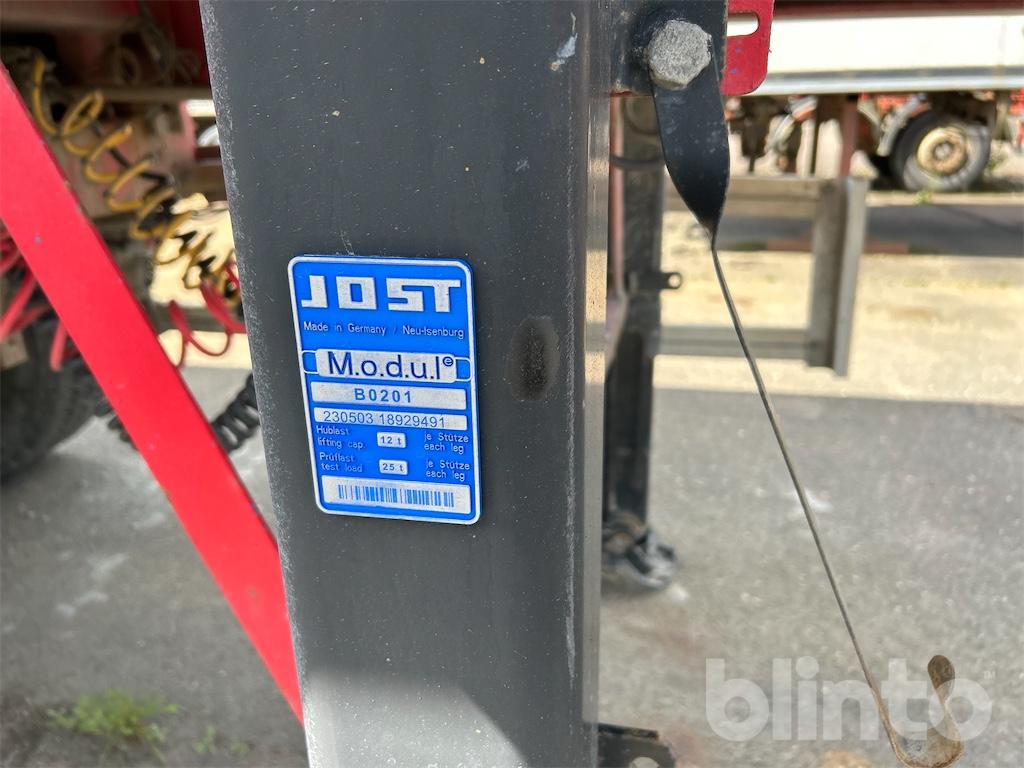 JOST
Made in Germany / Neu-Isenburg
M.o.d.u.l®
B0201
230503 18929491
Hublast
lifting cap. 12 t je Stütze
each leg
Prüflast
test load 25 t je Stütze
each leg
blinto™